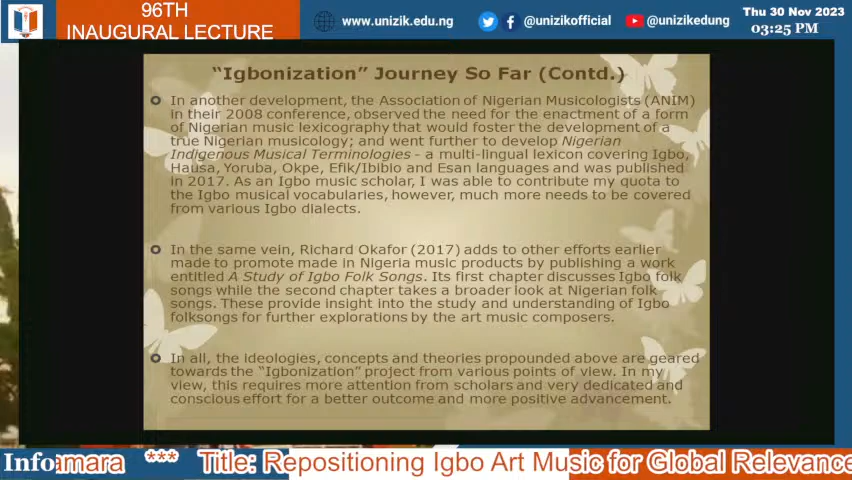 96TH
INAUGURAL LECTURE
www.unizik.edu.ng
@unizikofficial
@unizikedung
Thu 30 Nov 2023
03:25 PM
“Igbonization” Journey So Far (Contd.)
In another development, the Association of Nigerian Musicologists (ANIM)
in their 2008 conference, observed the need for the enactment of a form
of Nigerian music lexicography that would foster the development of a
true Nigerian musicology; and went further to develop Nigerian
Indigenous Musical Terminologies - a multi-lingual lexicon covering Igbo,
Hausa, Yoruba, Okpe, Efik/Ibibio and Esan languages and was published
in 2017. As an Igbo music scholar, I was able to contribute my quota to
the Igbo musical vocabularies, however, much more needs to be covered
from various Igbo dialects.
In the same vein, Richard Okafor (2017) adds to other efforts earlier
made to promote made in Nigeria music products by publishing a work
entitled A Study of Igbo Folk Songs. Its first chapter discusses Igbo folk
songs while the second chapter takes a broader look at Nigerian folk
songs. These provide insight into the study and understanding of Igbo
folksongs for further explorations by the art music composers.
In all, the ideologies, concepts and theories propounded above are geared
towards the “Igbonization” project from various points of view. In my
view, this requires more attention from scholars and very dedicated and
conscious effort for a better outcome and more positive advancement.
Info amara *** Title: Repositioning Igbo Art Music for Global Relevance